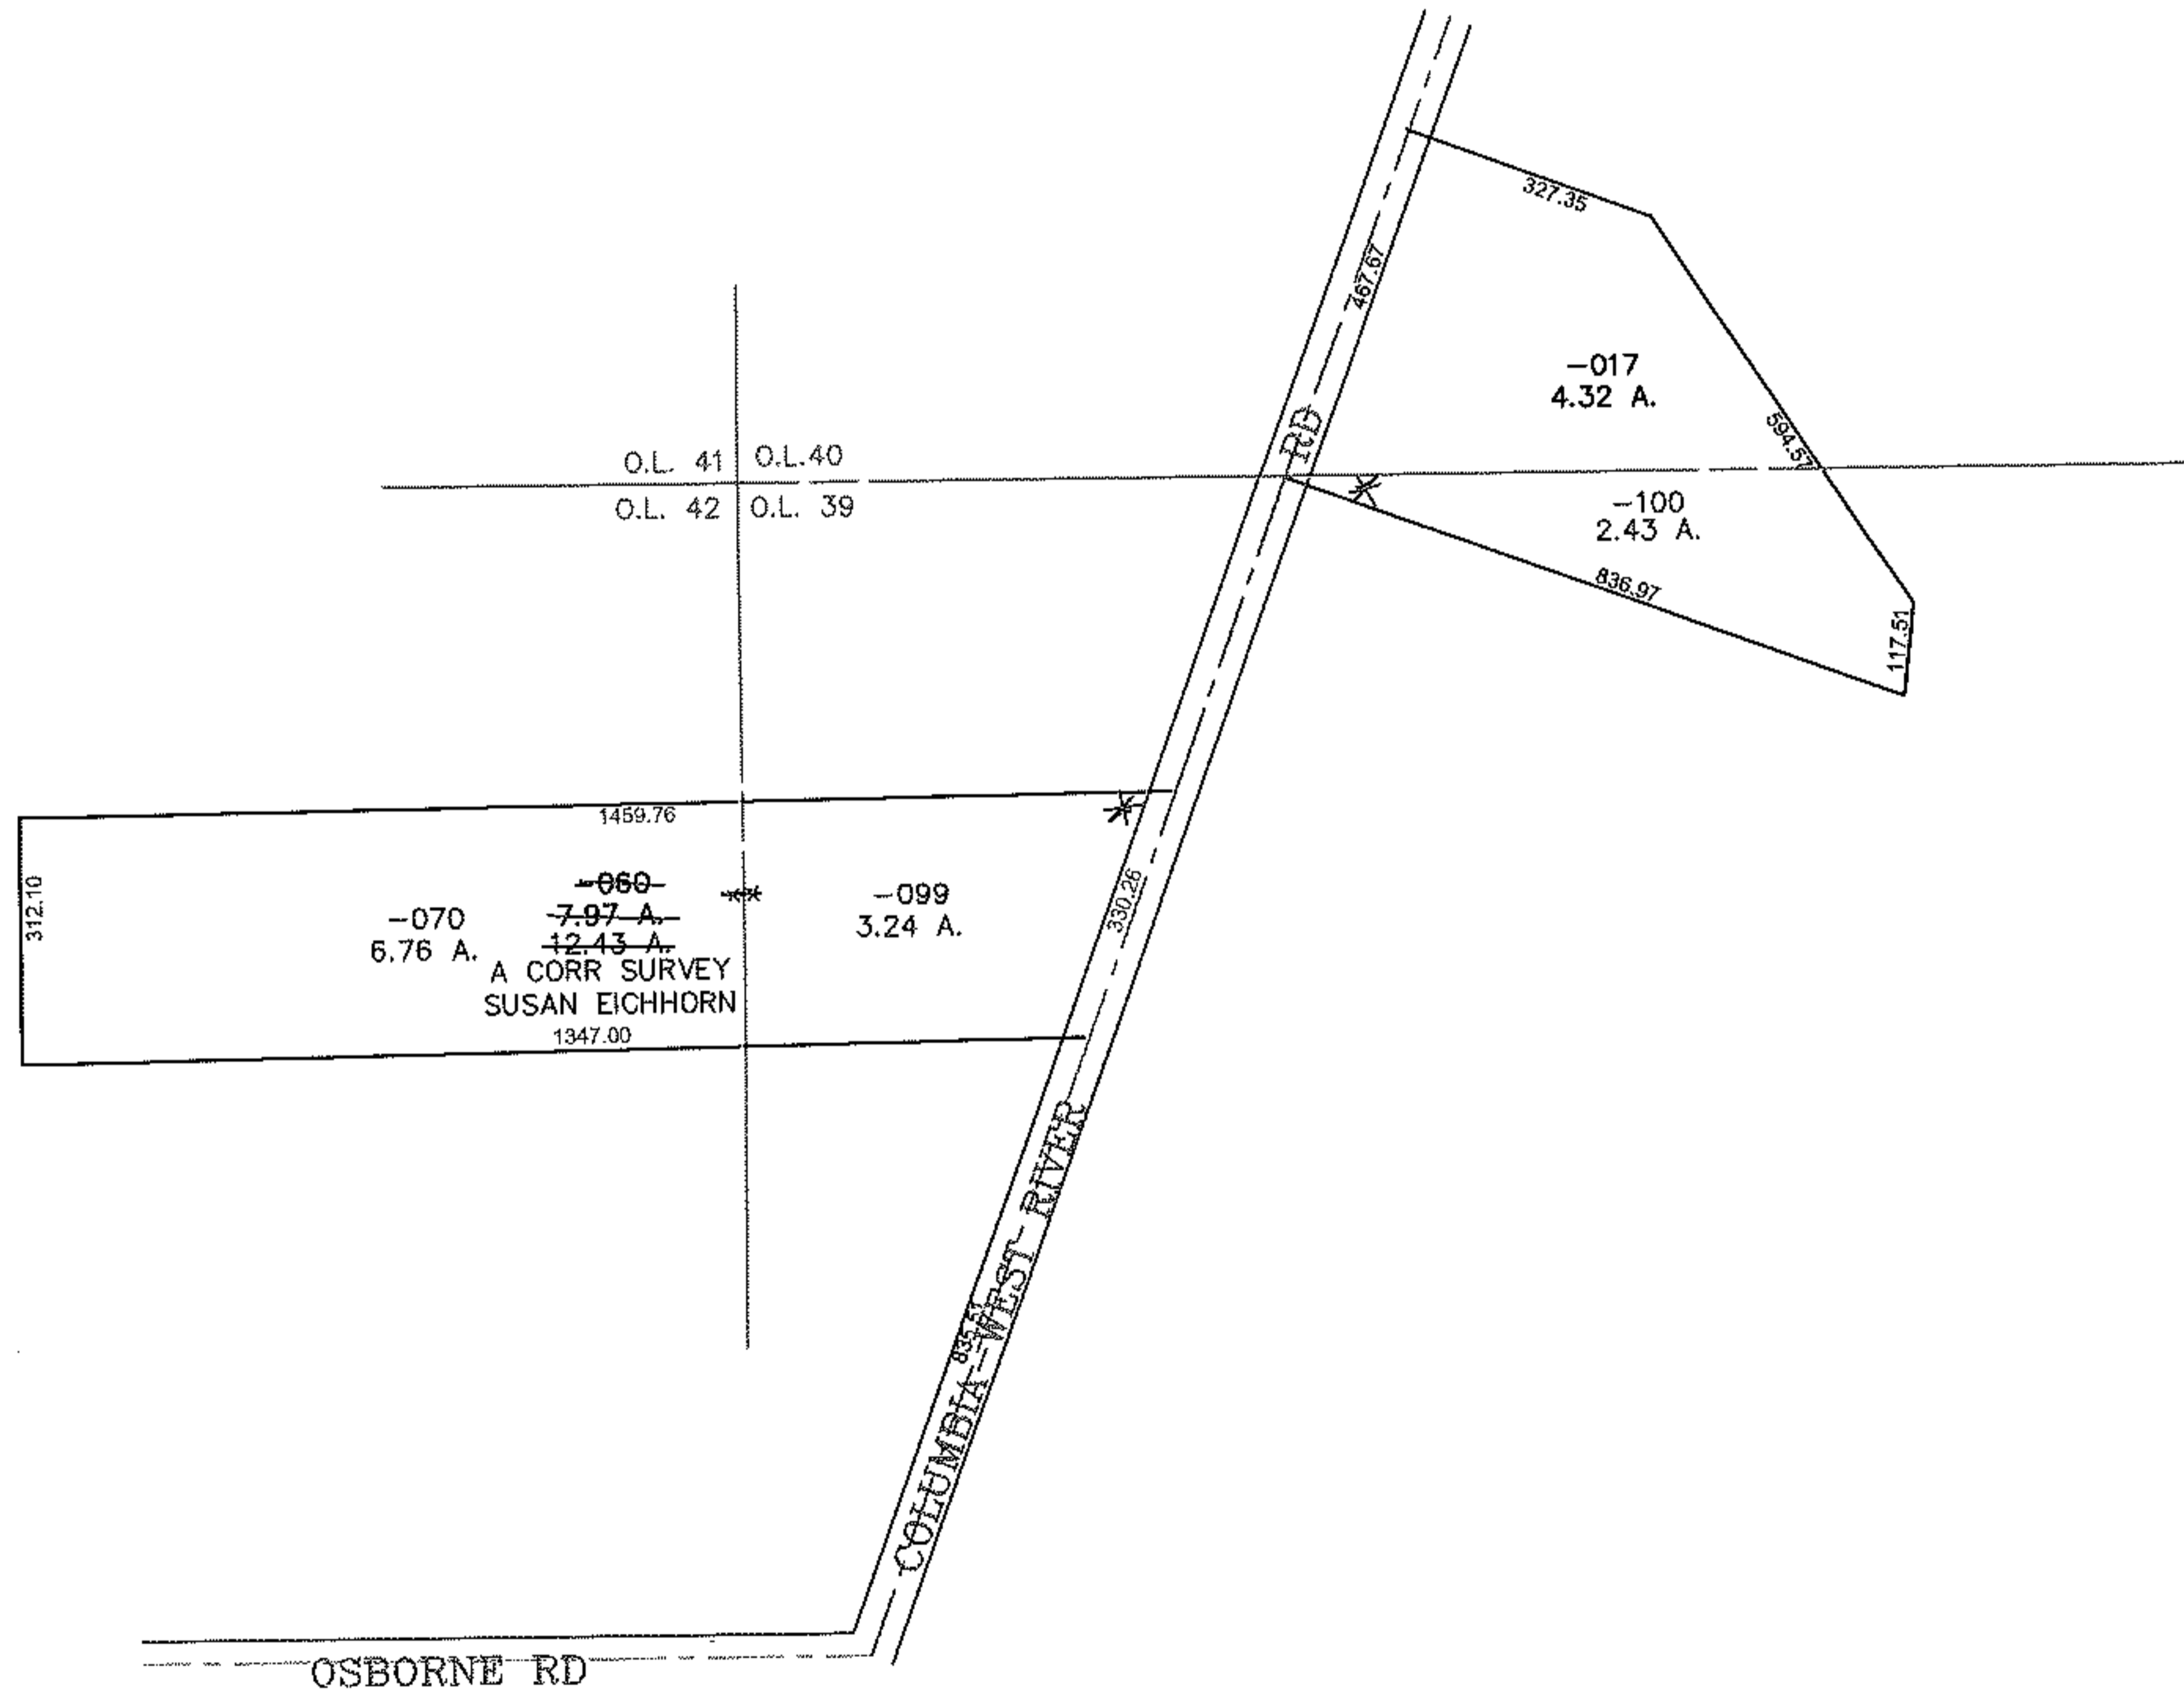 327.35
467.67
-017
4.32 A.
594.57
RD
O.L. 41
O.L. 40
O.L. 42
O.L. 39
-100
2.43 A.
836.97
117.51
1459.76
312.10
-060
-070
7.97 A.
-099
6.76 A.
12.43 A.
3.24 A.
330.26
A CORR SURVEY
SUSAN EICHHORN
1347.00
COLUMBIA WEST RIVER
OSBORNE RD